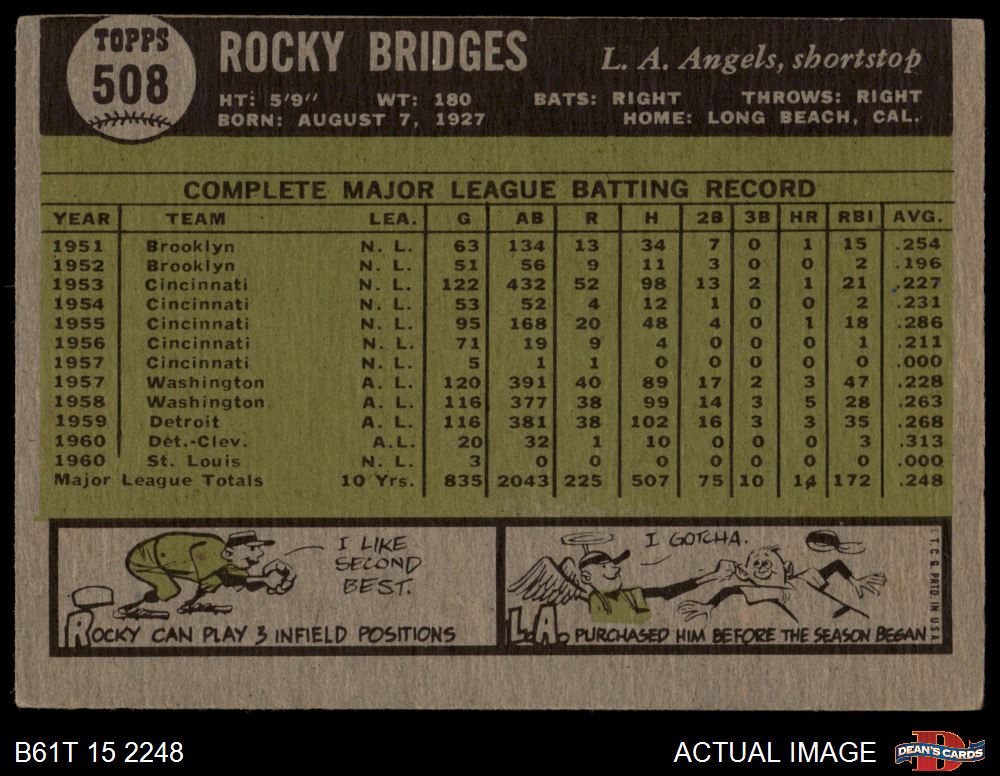 TOPPS
508
ROCKY BRIDGES
L. A. Angels, shortstop
HT: 5'9" WT: 180 BATS: RIGHT THROWS: RIGHT
BORN: AUGUST 7, 1927 HOME: LONG BEACH, CAL.
COMPLETE MAJOR LEAGUE BATTING RECORD
YEAR TEAM LEA. G AB R H 2B 3B HR RBI AVG.
1951 Brooklyn N. L. 63 134 13 34 7 0 1 15 .254
1952 Brooklyn N. L. 51 56 9 11 3 0 0 2 .196
1953 Cincinnati N. L. 122 432 52 98 13 2 1 21 .227
1954 Cincinnati N. L. 53 52 4 12 1 0 0 2 .231
1955 Cincinnati N. L. 95 168 20 48 4 0 1 18 .286
1956 Cincinnati N. L. 71 19 9 4 0 0 0 1 .211
1957 Cincinnati N. L. 5 1 1 0 0 0 0 0 .000
1957 Washington A. L. 120 391 40 89 17 2 3 47 .228
1958 Washington A. L. 116 377 38 99 14 3 5 28 .263
1959 Detroit A. L. 116 381 38 102 16 3 3 35 .268
1960 Det.-Clev. A.L. 20 32 1 10 0 0 0 3 .313
1960 St. Louis N. L. 3 0 0 0 0 0 0 0 .000
Major League Totals 10 Yrs. 835 2043 225 507 75 10 14 172 .248
I LIKE
SECOND
BEST.
ROCKY CAN PLAY 3 INFIELD POSITIONS
I GOTCHA.
L.A. PURCHASED HIM BEFORE THE SEASON BEGAN
© T. C. G. PRTD. IN U.S.A.
B61T 15 2248
ACTUAL IMAGE
DEAN'S CARDS